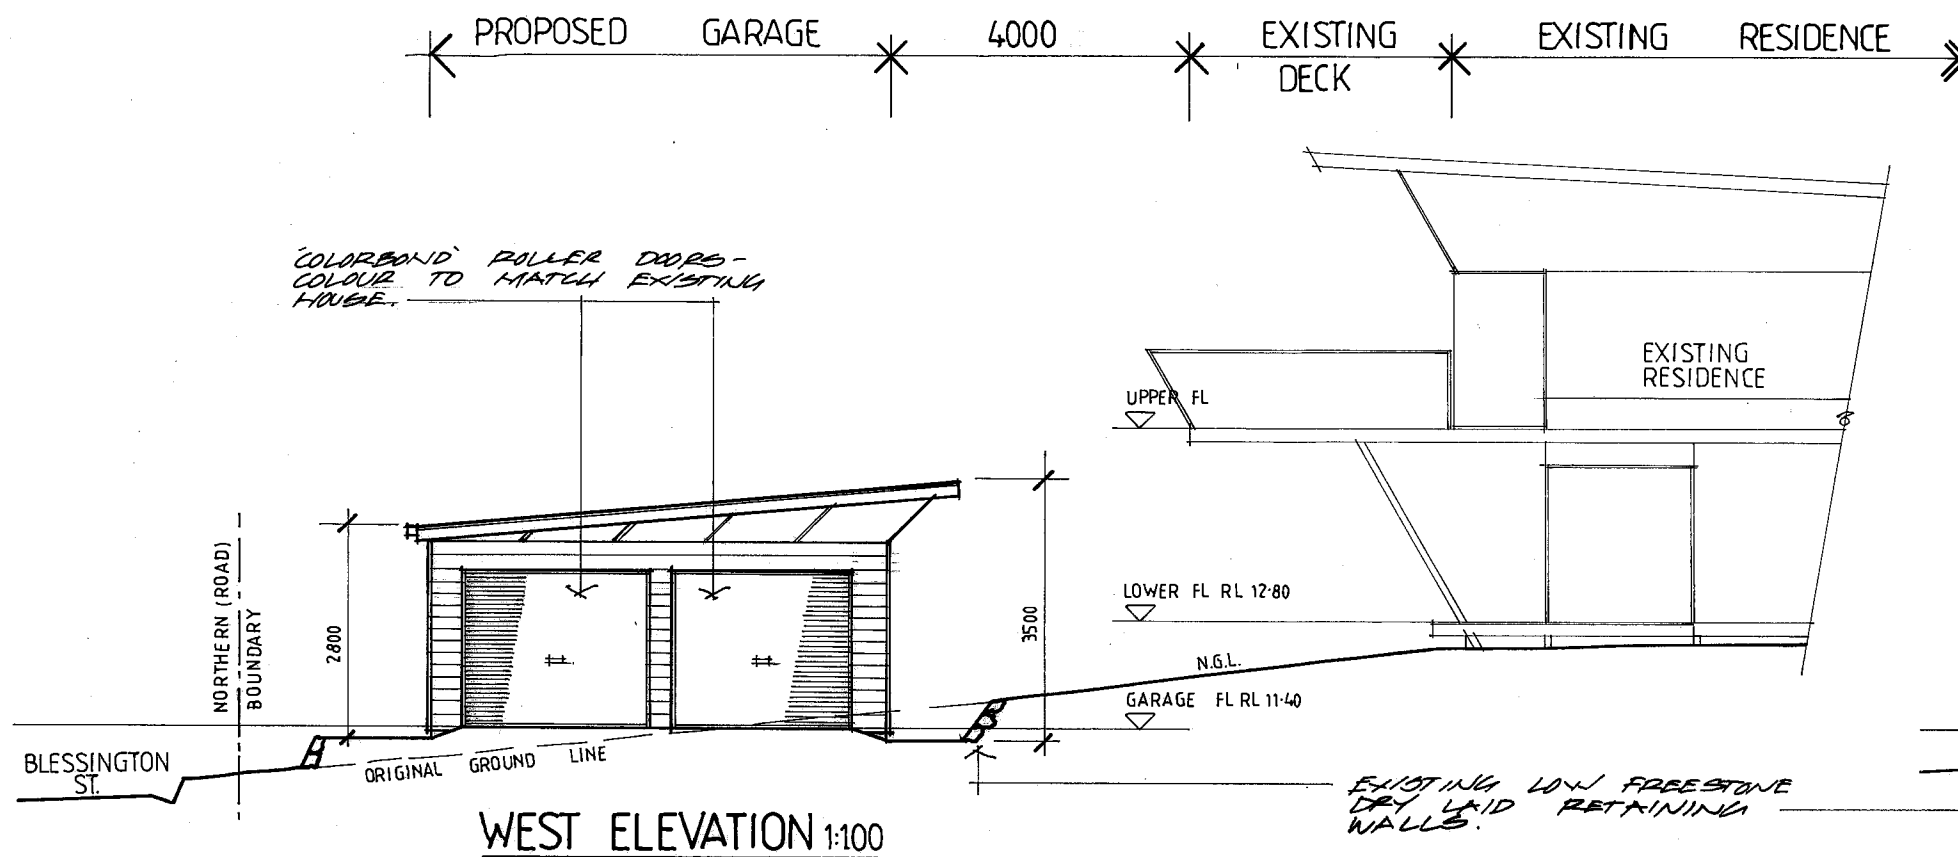 PROPOSED GARAGE 4000 EXISTING DECK EXISTING RESIDENCE
'COLORBOND' ROLLER DOORS -
COLOUR TO MATCH EXISTING
HOUSE.
EXISTING
RESIDENCE
UPPER FL
LOWER FL RL 12·80
2800
3500
NORTHERN (ROAD)
BOUNDARY
N.G.L.
GARAGE FL RL 11·40
BLESSINGTON
ST.
ORIGINAL GROUND LINE
EXISTING LOW FREESTONE
DRY LAID RETAINING
WALLS.
WEST ELEVATION 1:100